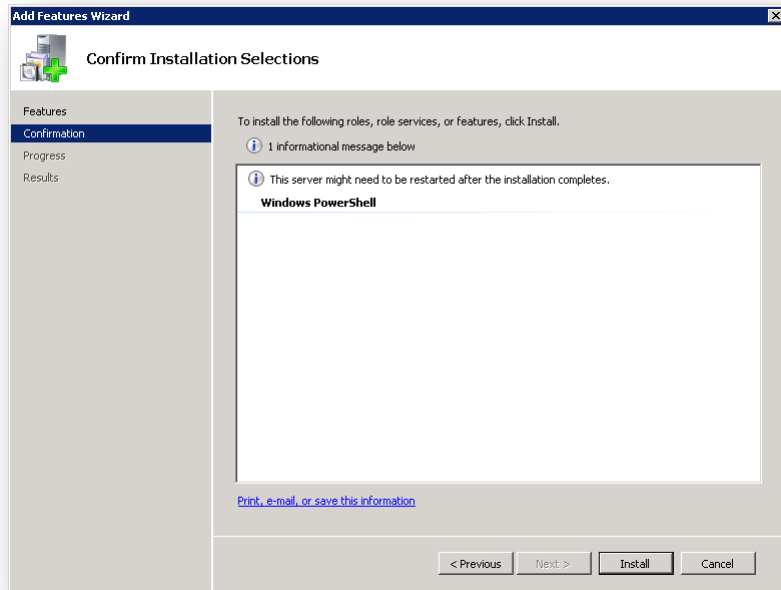 Add Features Wizard
Confirm Installation Selections
Features
Confirmation
Progress
Results
To install the following roles, role services, or features, click Install.
1 informational message below
This server might need to be restarted after the installation completes.
Windows PowerShell
Print, e-mail, or save this information
< Previous
Next >
Install
Cancel